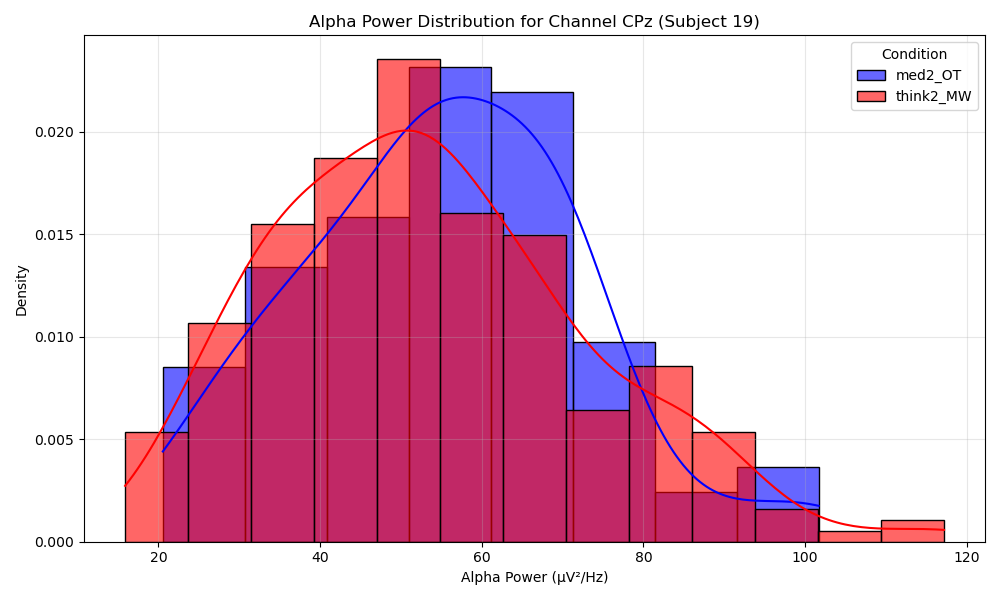 Alpha Power Distribution for Channel CPz (Subject 19)
Condition
med2_OT
think2_MW
Density
0.020
0.015
0.010
0.005
0.000
20
40
60
80
100
120
Alpha Power (μV²/Hz)